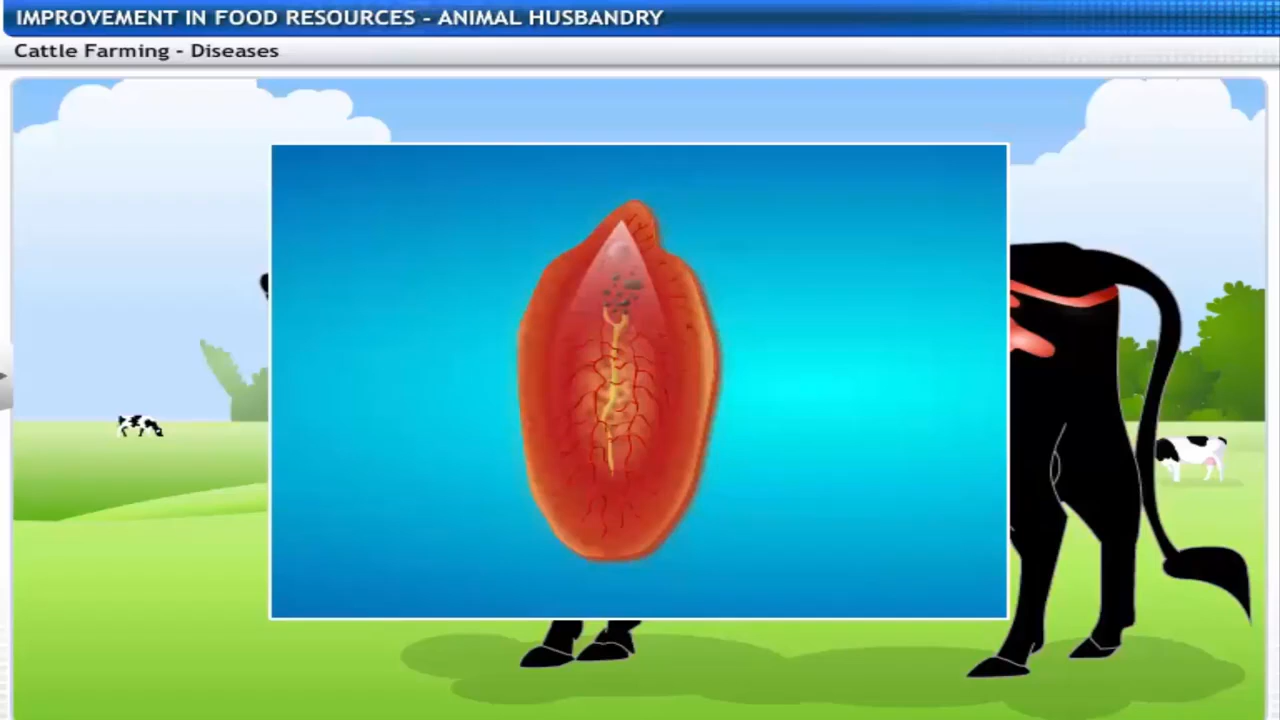 IMPROVEMENT IN FOOD RESOURCES - ANIMAL HUSBANDRY
Cattle Farming - Diseases